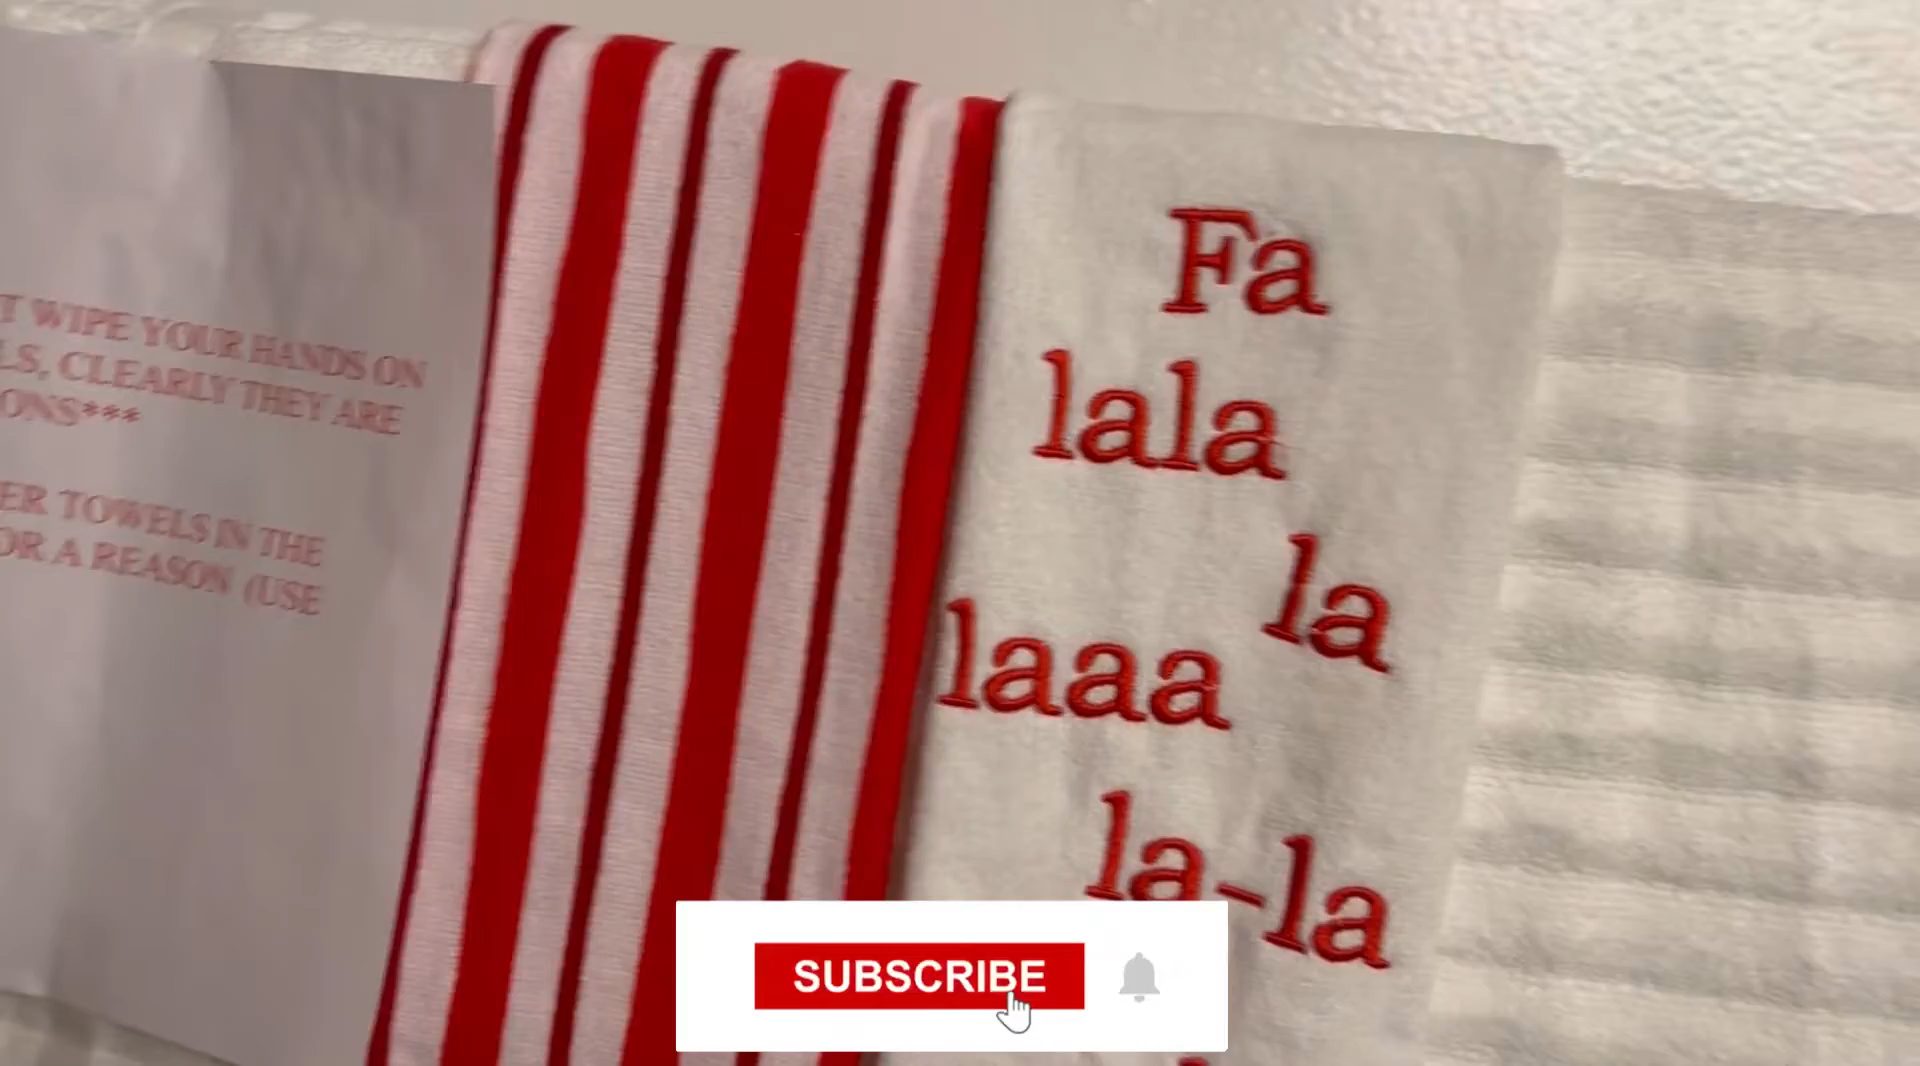 T WIPE YOUR HANDS ON
LS, CLEARLY THEY ARE
ONS***
ER TOWELS IN THE
OR A REASON (USE
Fa
lala
la
laaa
la-la
SUBSCRIBE